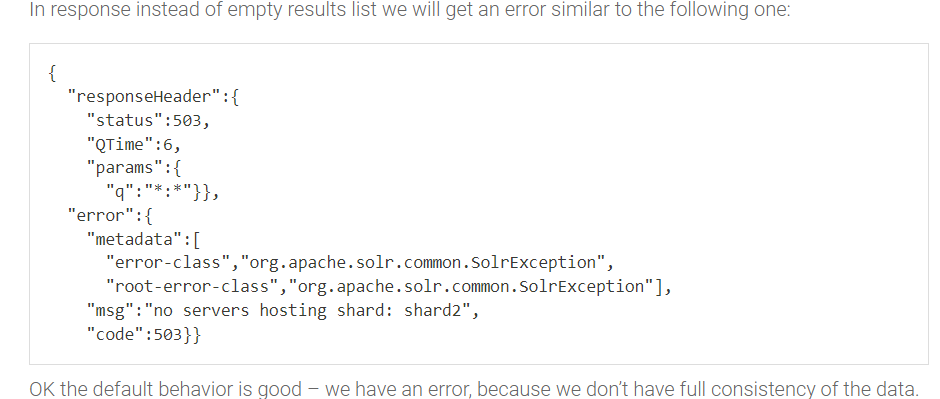 In response instead of empty results list we will get an error similar to the following one:
{
  "responseHeader":{
    "status":503,
    "QTime":6,
    "params":{
      "q":"*:*"}},
  "error":{
    "metadata":[
      "error-class","org.apache.solr.common.SolrException",
      "root-error-class","org.apache.solr.common.SolrException"],
    "msg":"no servers hosting shard: shard2",
    "code":503}}
OK the default behavior is good – we have an error, because we don’t have full consistency of the data.